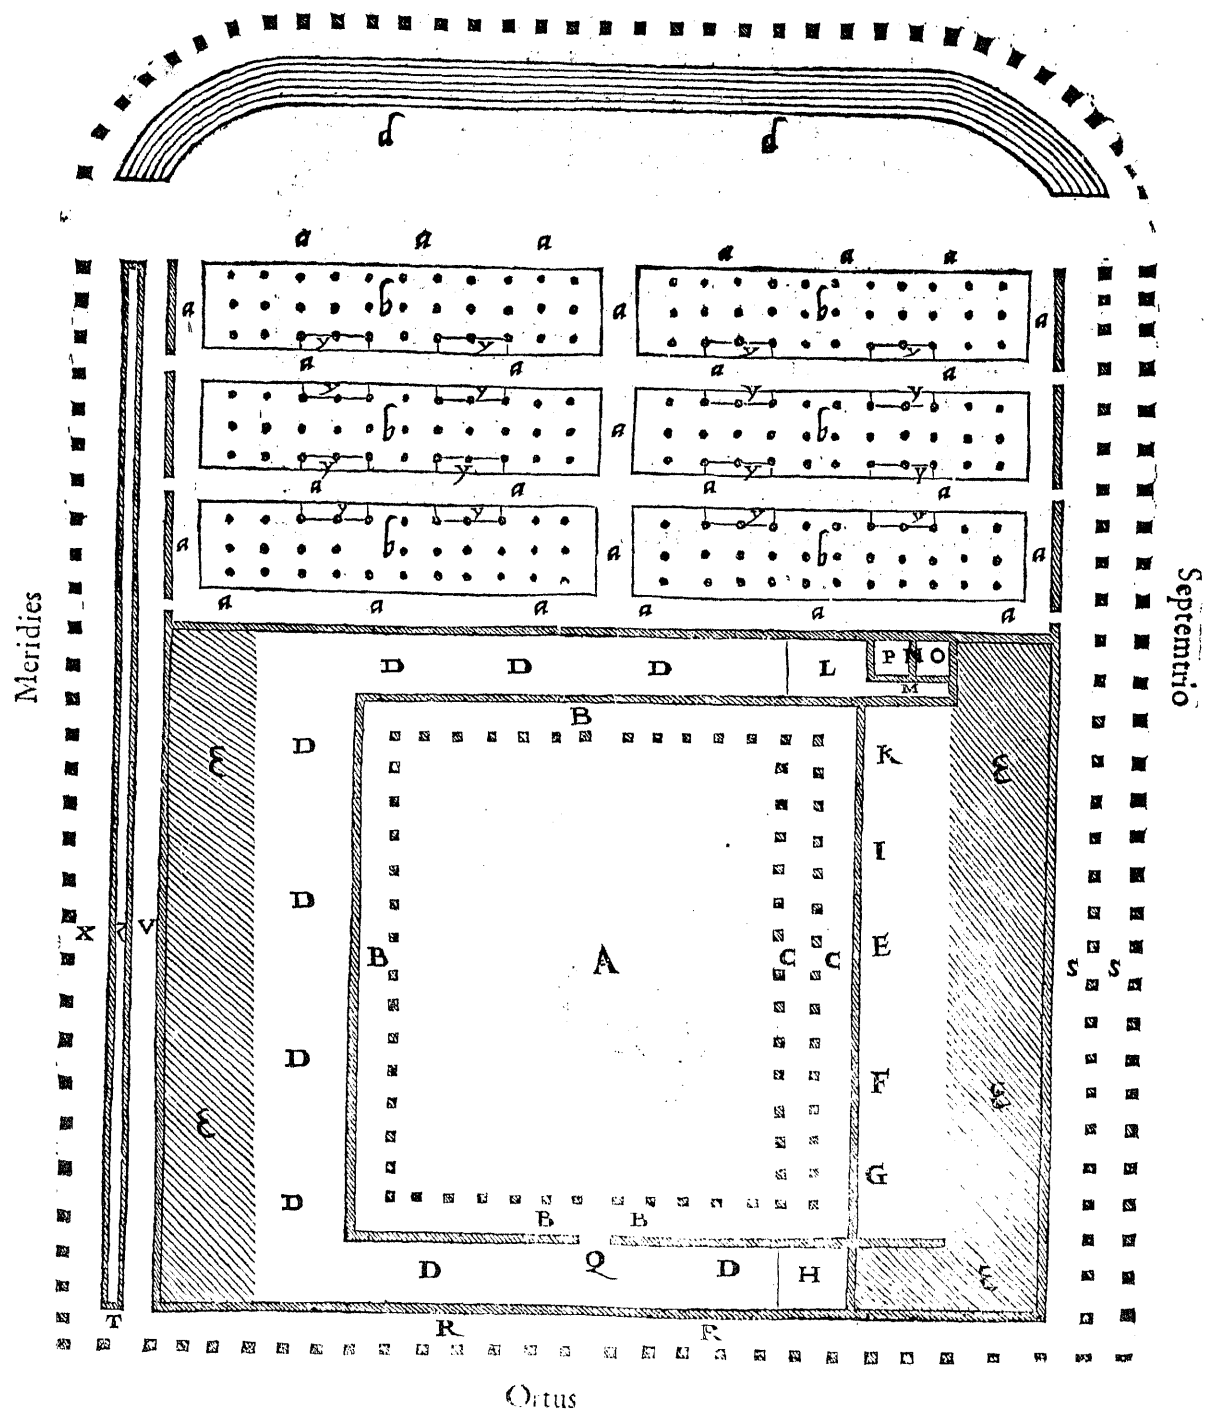 d d
a a a a a a
a b a b a
y y y y
a a a a
y y y y
b a b
y y y y
a a a a
y y y y
a b a b a
a a a a a a
Meridies
Septemtrio
D D D L P N O
M
B
D K
ε ε
I
D
X Z V
B A C C E
S S
D F
ε ε
G
D
B B
D Q D H
ε
T R R
Ortus